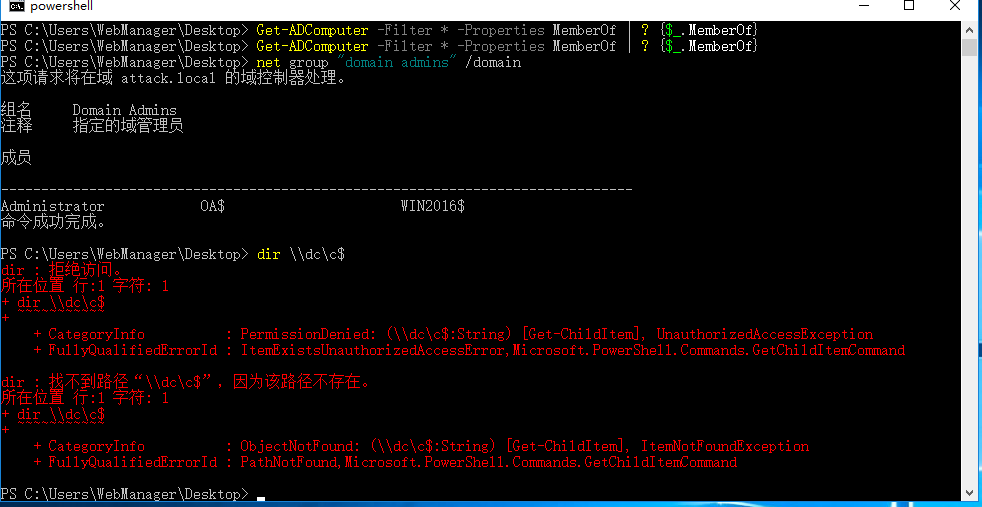 powershell
PS C:\Users\WebManager\Desktop> Get-ADComputer -Filter * -Properties MemberOf | ? {$_.MemberOf}
PS C:\Users\WebManager\Desktop> Get-ADComputer -Filter * -Properties MemberOf | ? {$_.MemberOf}
PS C:\Users\WebManager\Desktop> net group "domain admins" /domain
这项请求将在域 attack.local 的域控制器处理。
组名     Domain Admins
注释     指定的域管理员
成员
-------------------------------------------------------------------------------
Administrator            OA$                      WIN2016$
命令成功完成。
PS C:\Users\WebManager\Desktop> dir \\dc\c$
dir : 拒绝访问。
所在位置 行:1 字符: 1
+ dir \\dc\c$
+
    + CategoryInfo          : PermissionDenied: (\\dc\c$:String) [Get-ChildItem], UnauthorizedAccessException
    + FullyQualifiedErrorId : ItemExistsUnauthorizedAccessError,Microsoft.PowerShell.Commands.GetChildItemCommand
dir : 找不到路径“\\dc\c$”，因为该路径不存在。
所在位置 行:1 字符: 1
+ dir \\dc\c$
+
    + CategoryInfo          : ObjectNotFound: (\\dc\c$:String) [Get-ChildItem], ItemNotFoundException
    + FullyQualifiedErrorId : PathNotFound,Microsoft.PowerShell.Commands.GetChildItemCommand
PS C:\Users\WebManager\Desktop>